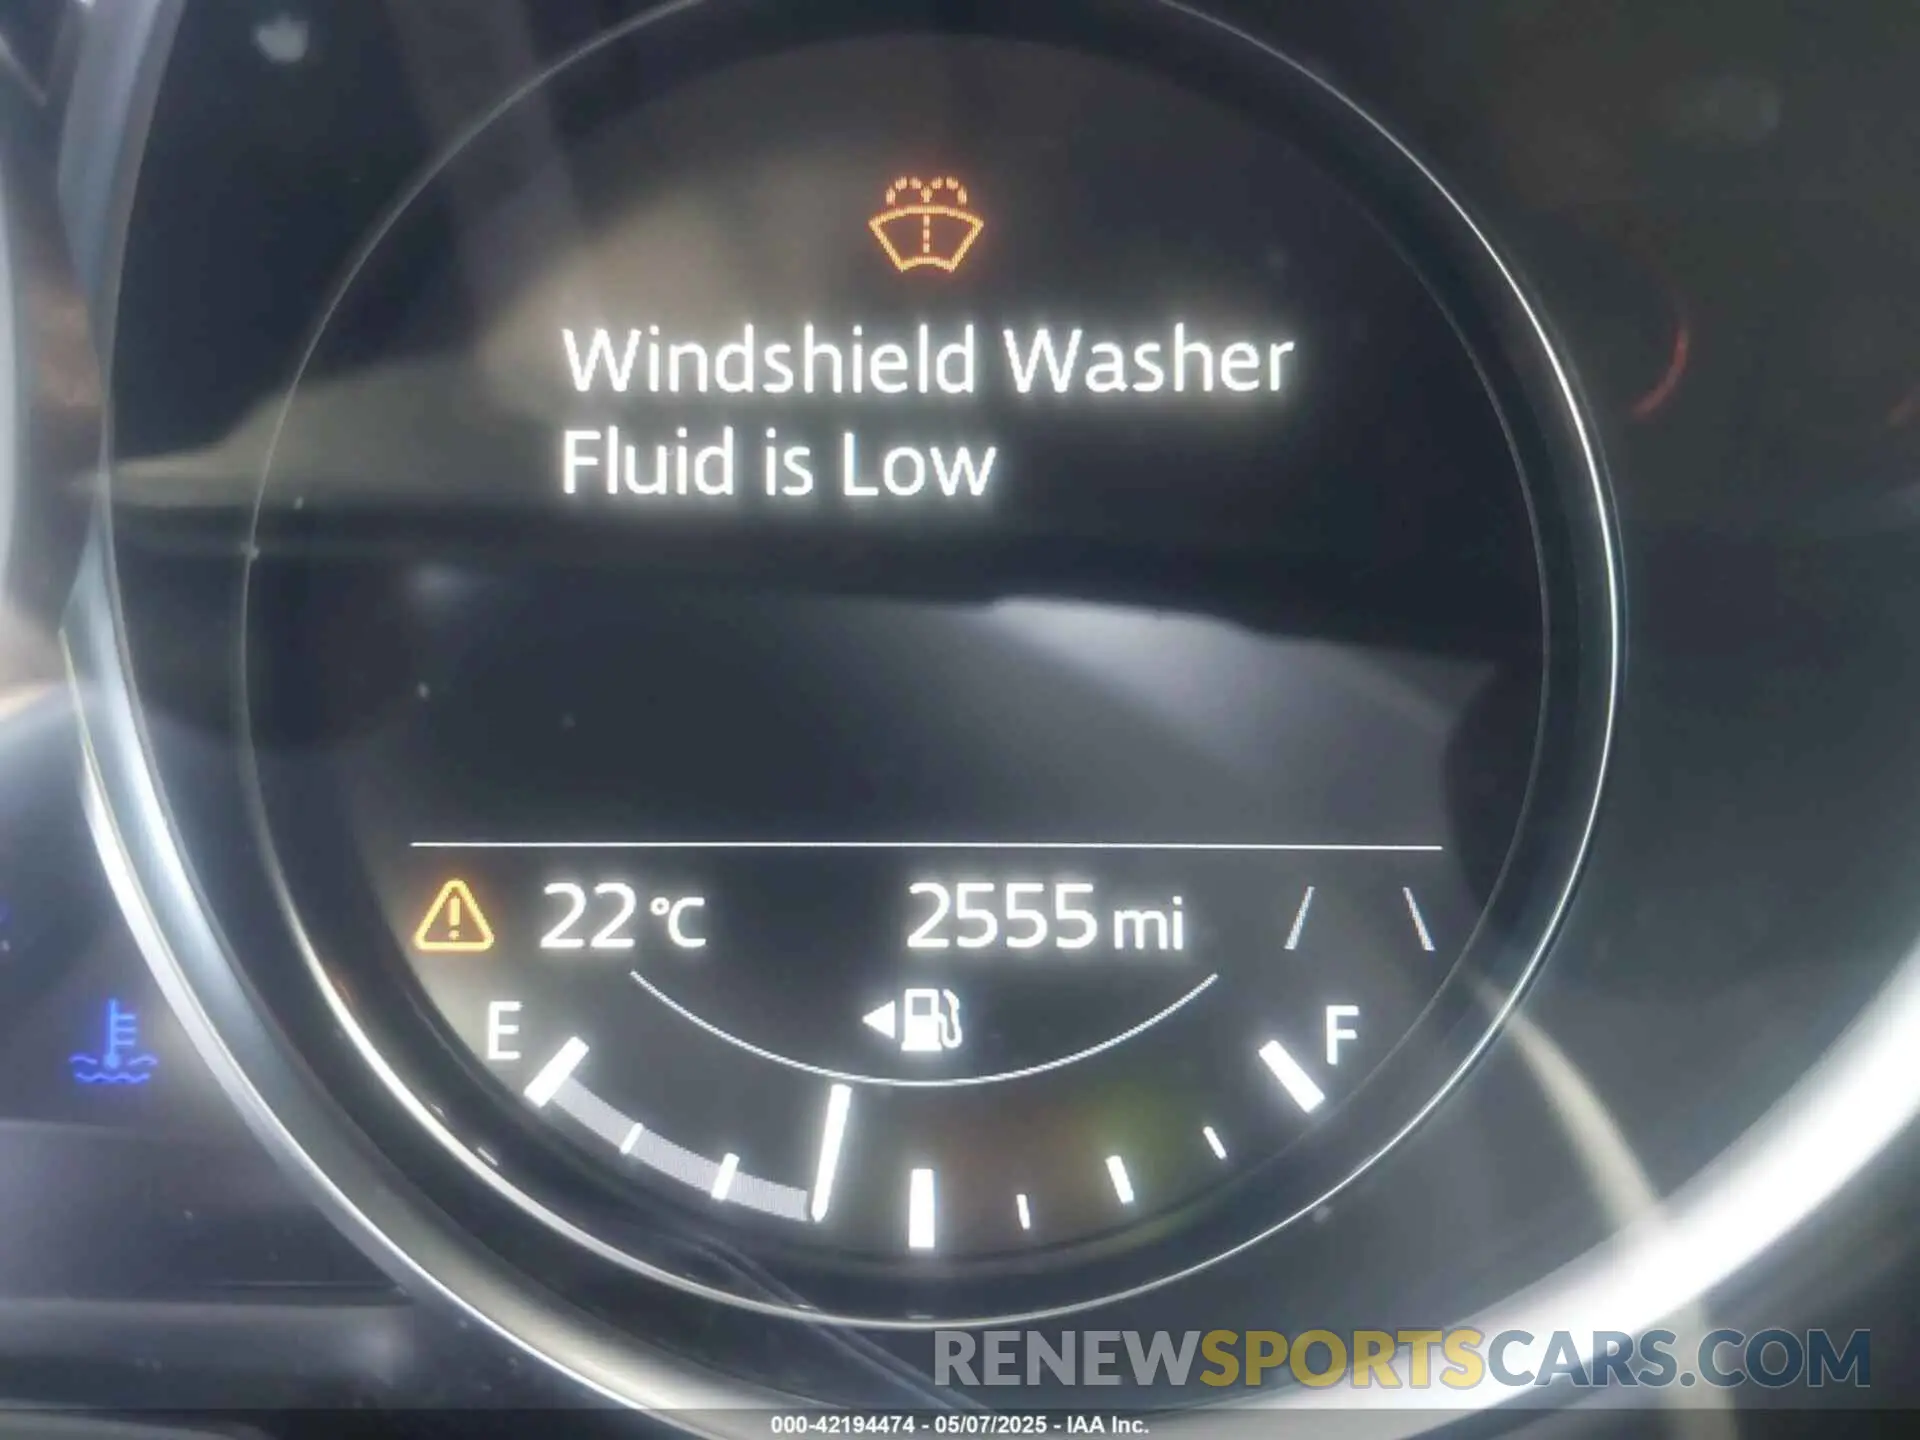 Windshield Washer
Fluid is Low
22 °C 2555 mi
E F
RENEWSPORTSCARS.COM
000-42194474 - 05/07/2025 - IAA Inc.